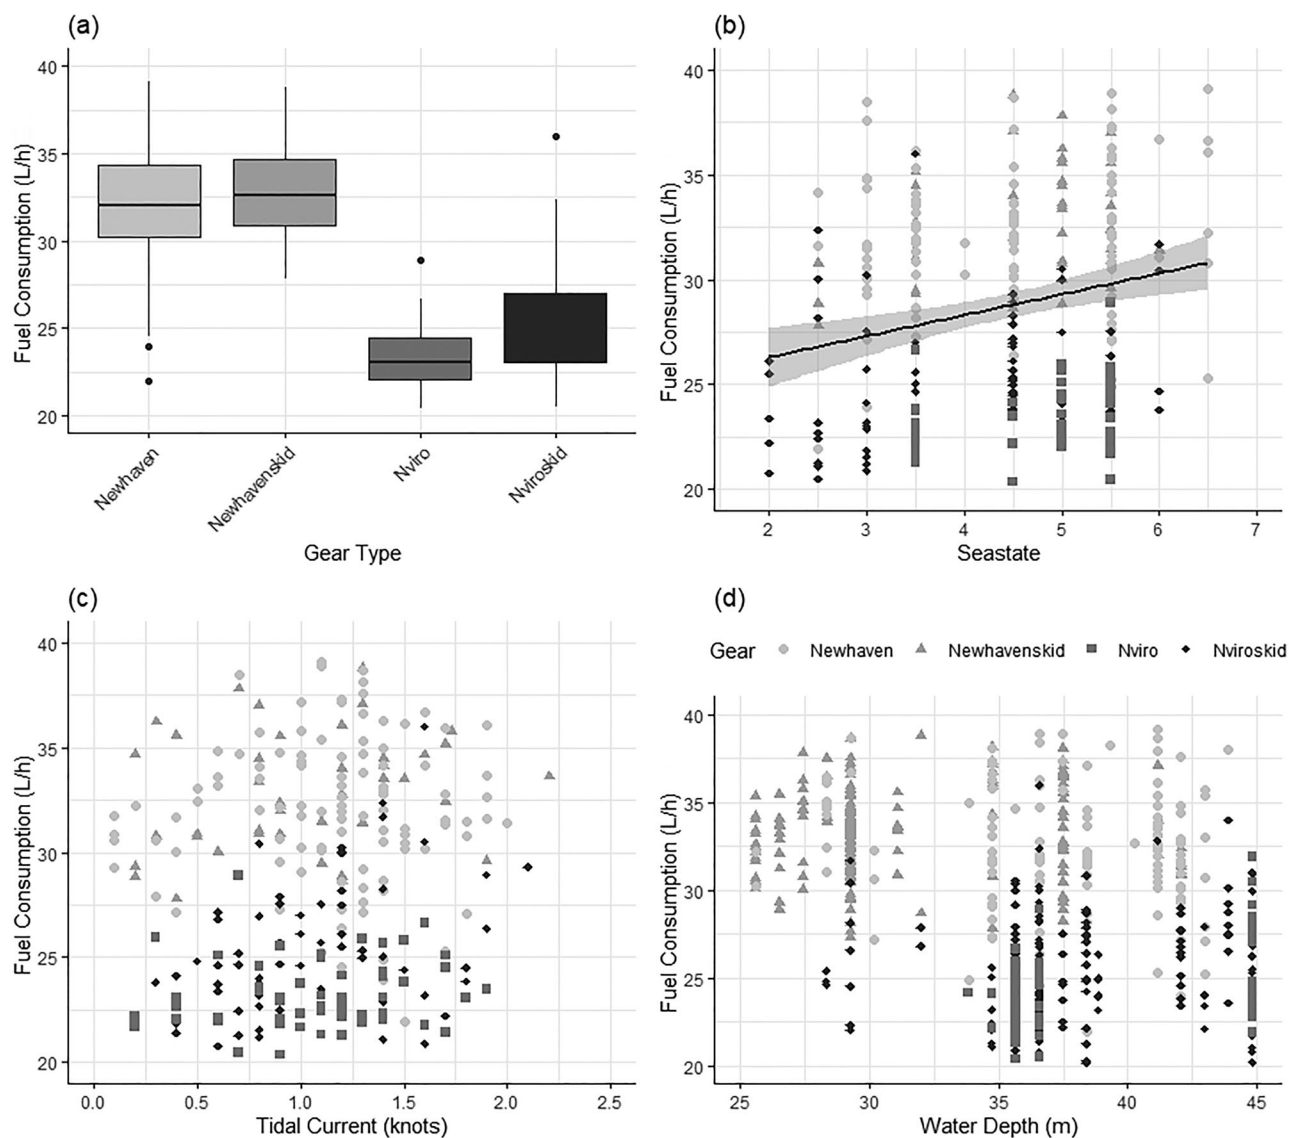 (a)
Fuel Consumption (L/h)
40
35
30
25
20
Newhaven
Newhavenskid
Nviro
Nviroskid
Gear Type
(b)
Fuel Consumption (L/h)
40
35
30
25
20
2 3 4 5 6 7
Seastate
(c)
Fuel Consumption (L/h)
40
35
30
25
20
0.0 0.5 1.0 1.5 2.0 2.5
Tidal Current (knots)
(d)
Gear Newhaven Newhavenskid Nviro Nviroskid
Fuel Consumption (L/h)
40
35
30
25
20
25 30 35 40 45
Water Depth (m)